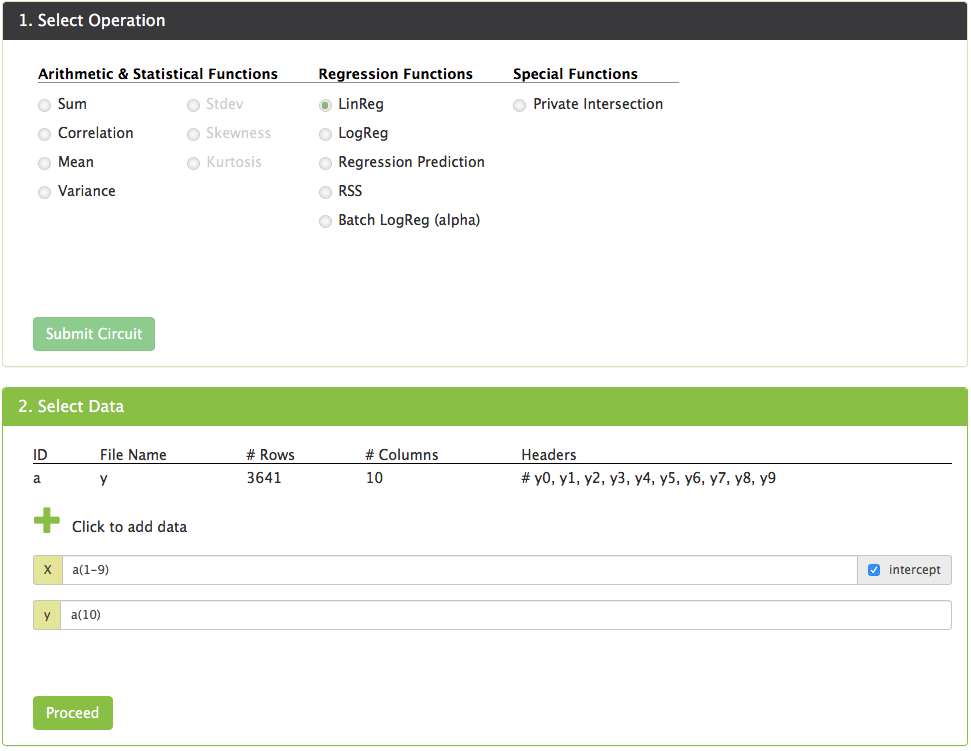 1. Select Operation
Arithmetic & Statistical Functions Regression Functions Special Functions
Sum Stdev LinReg Private Intersection
Correlation Skewness LogReg
Mean Kurtosis Regression Prediction
Variance RSS
Batch LogReg (alpha)
Submit Circuit
2. Select Data
ID File Name # Rows # Columns Headers
a y 3641 10 # y0, y1, y2, y3, y4, y5, y6, y7, y8, y9
Click to add data
X a(1-9) intercept
y a(10)
Proceed